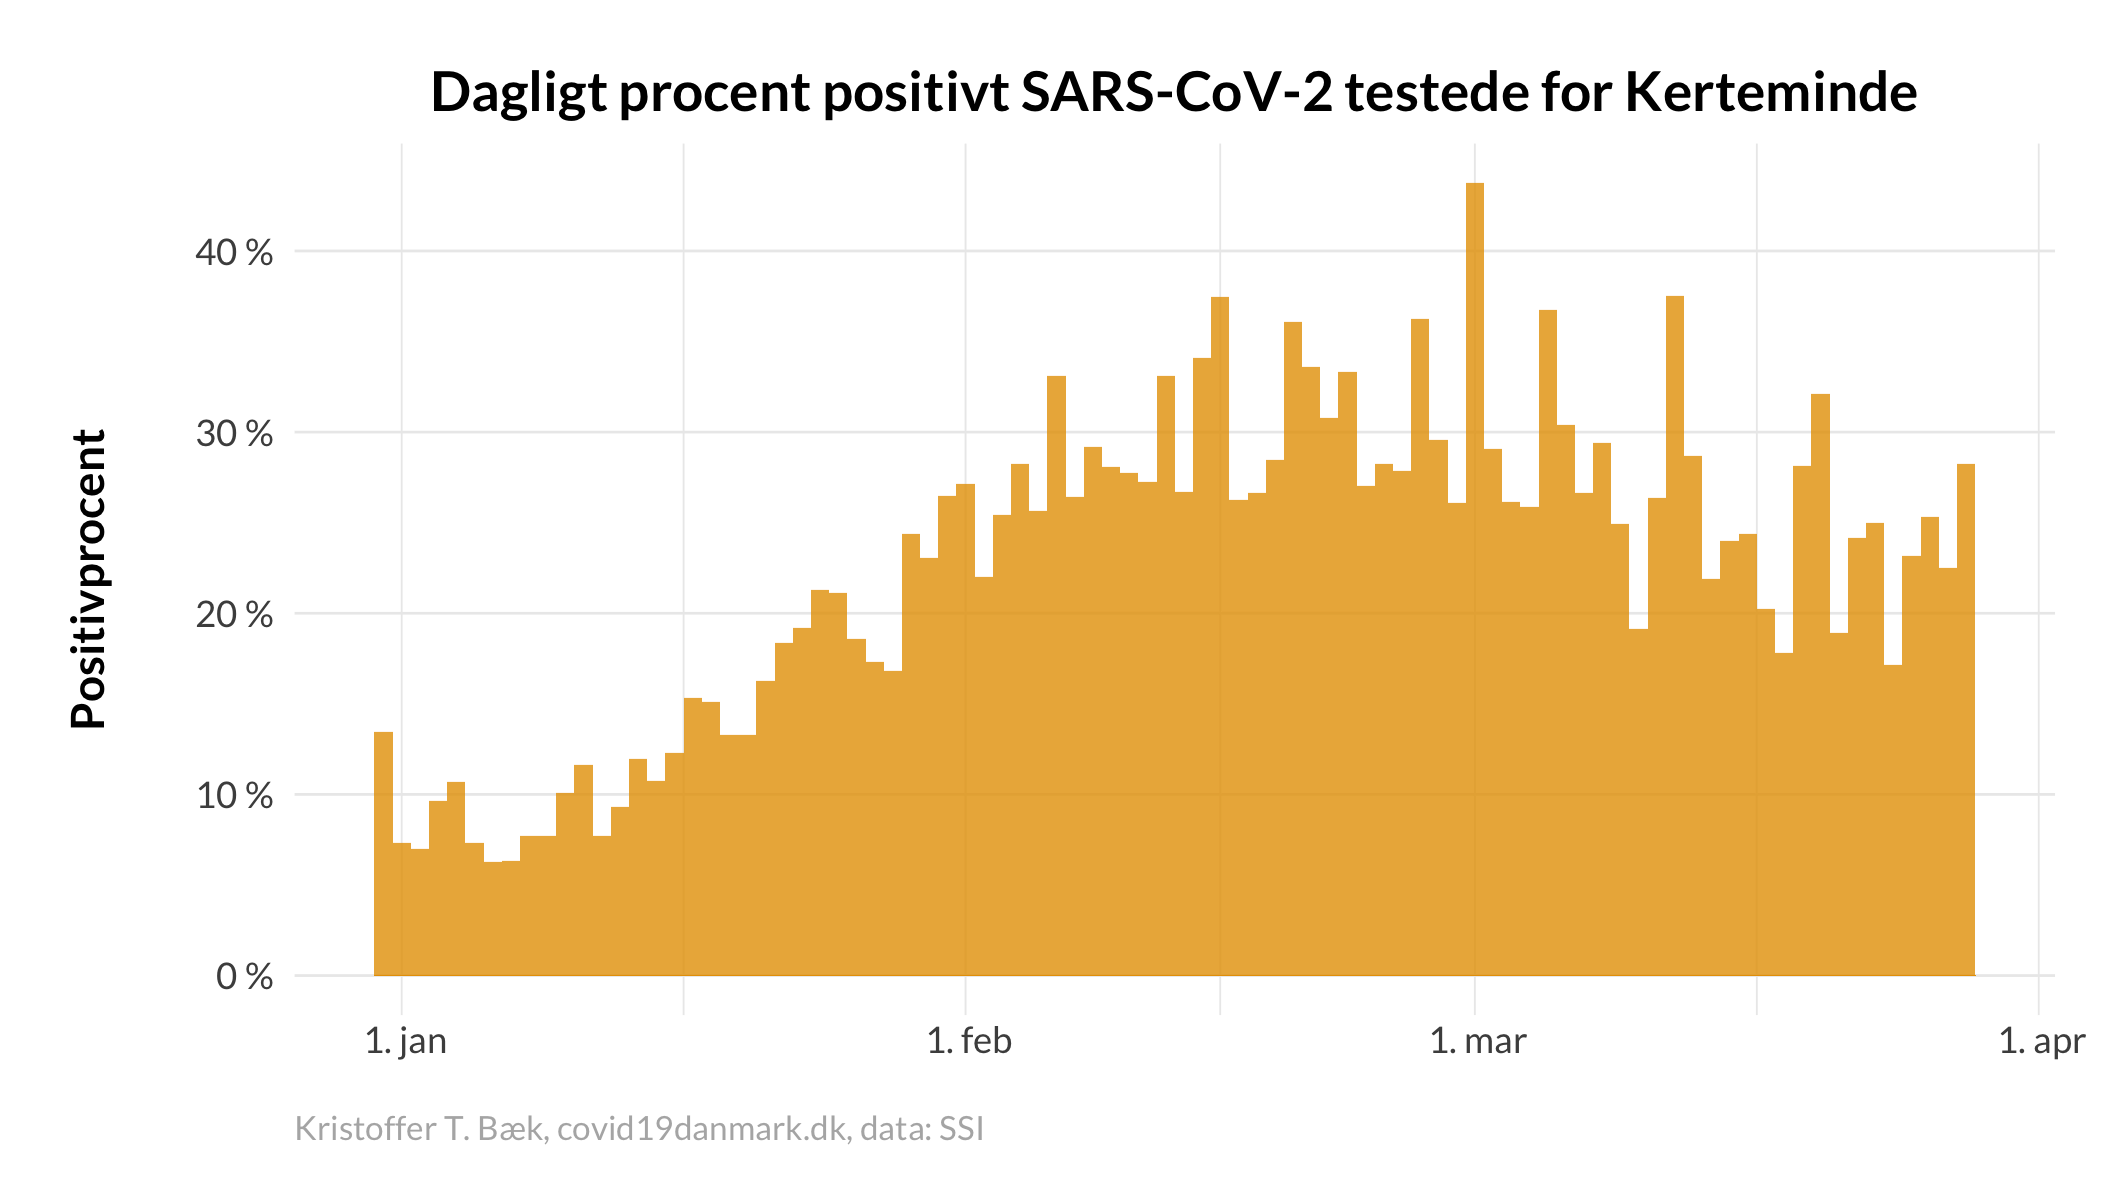 Dagligt procent positivt SARS-CoV-2 testede for Kerteminde
Positivprocent
40 %
30 %
20 %
10 %
0 %
1. jan
1. feb
1. mar
1. apr
Kristoffer T. Bæk, covid19danmark.dk, data: SSI